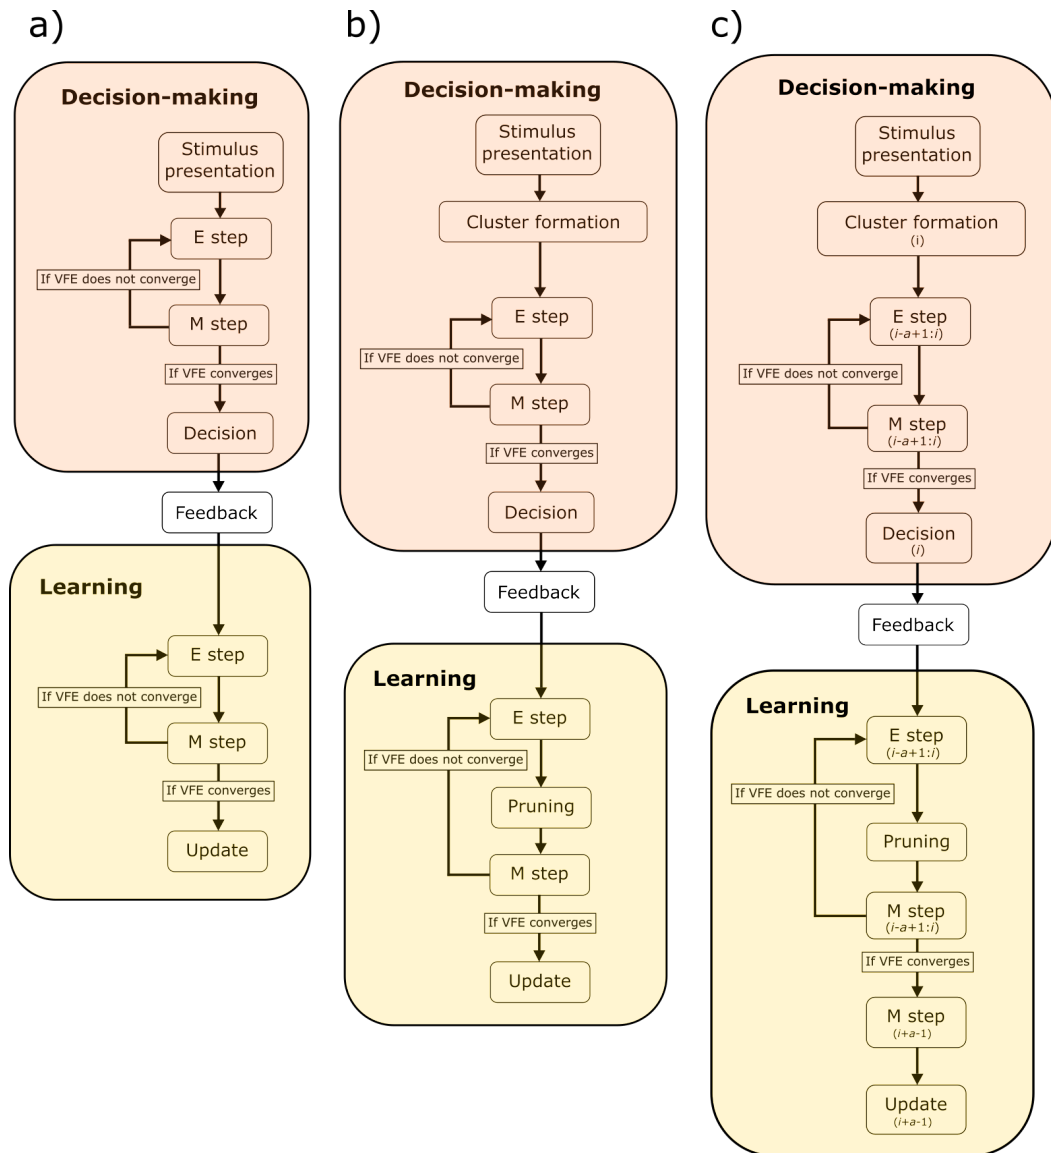 a)
Decision-making
Stimulus
presentation
E step
If VFE does not converge
M step
If VFE converges
Decision
Feedback
Learning
E step
If VFE does not converge
M step
If VFE converges
Update
b)
Decision-making
Stimulus
presentation
Cluster formation
E step
If VFE does not converge
M step
If VFE converges
Decision
Feedback
Learning
E step
If VFE does not converge
Pruning
M step
If VFE converges
Update
c)
Decision-making
Stimulus
presentation
Cluster formation
(i)
E step
(i-a+1:i)
If VFE does not converge
M step
(i-a+1:i)
If VFE converges
Decision
(i)
Feedback
Learning
E step
(i-a+1:i)
If VFE does not converge
Pruning
M step
(i-a+1:i)
If VFE converges
M step
(i+a-1)
Update
(i+a-1)